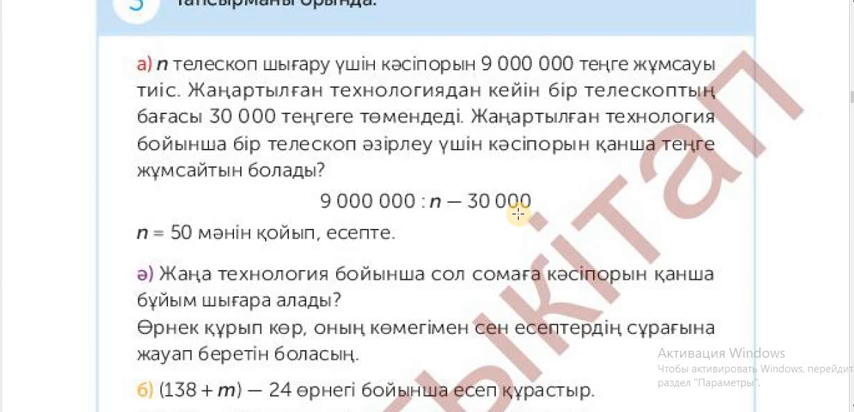 3 Тапсырманы орында.
а) n телескоп шығару үшін кәсіпорын 9 000 000 теңге жұмсауы
тиіс. Жаңартылған технологиядан кейін бір телескоптың
бағасы 30 000 теңгеге төмендеді. Жаңартылған технология
бойынша бір телескоп әзірлеу үшін кәсіпорын қанша теңге
жұмсайтын болады?
9 000 000 : n — 30 000
n = 50 мәнін қойып, есепте.
ә) Жаңа технология бойынша сол сомаға кәсіпорын қанша
бұйым шығара алады?
Өрнек құрып көр, оның көмегімен сен есептердің сұрағына
жауап беретін боласың.
б) (138 + m) — 24 өрнегі бойынша есеп құрастыр.
Активация Windows
Чтобы активировать Windows, перейдит
раздел "Параметры".